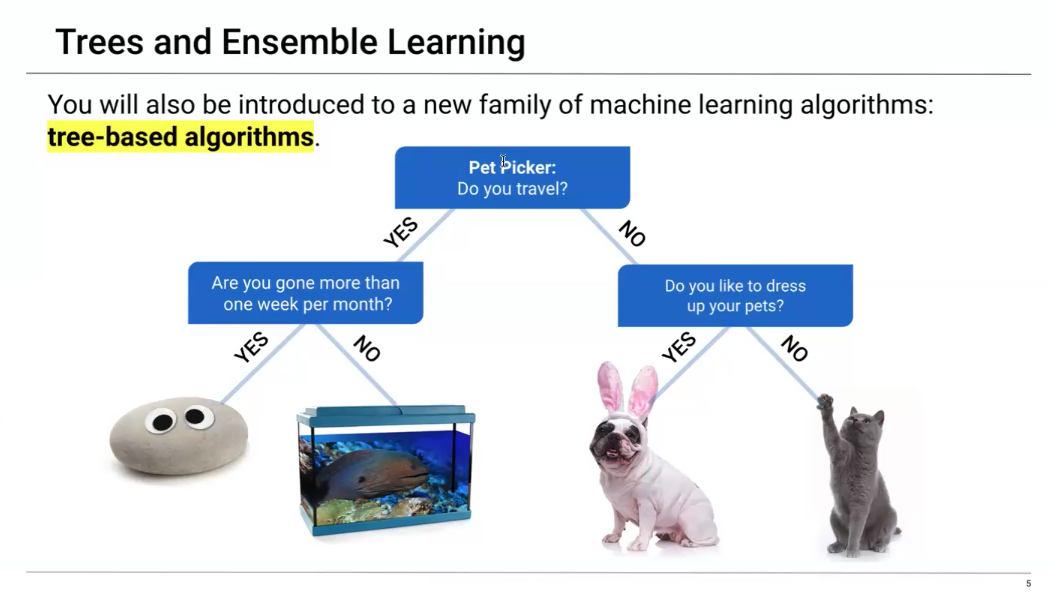 Trees and Ensemble Learning
You will also be introduced to a new family of machine learning algorithms:
tree-based algorithms.
Pet Picker:
Do you travel?
YES
NO
Are you gone more than
one week per month?
Do you like to dress
up your pets?
YES
NO
YES
NO
5